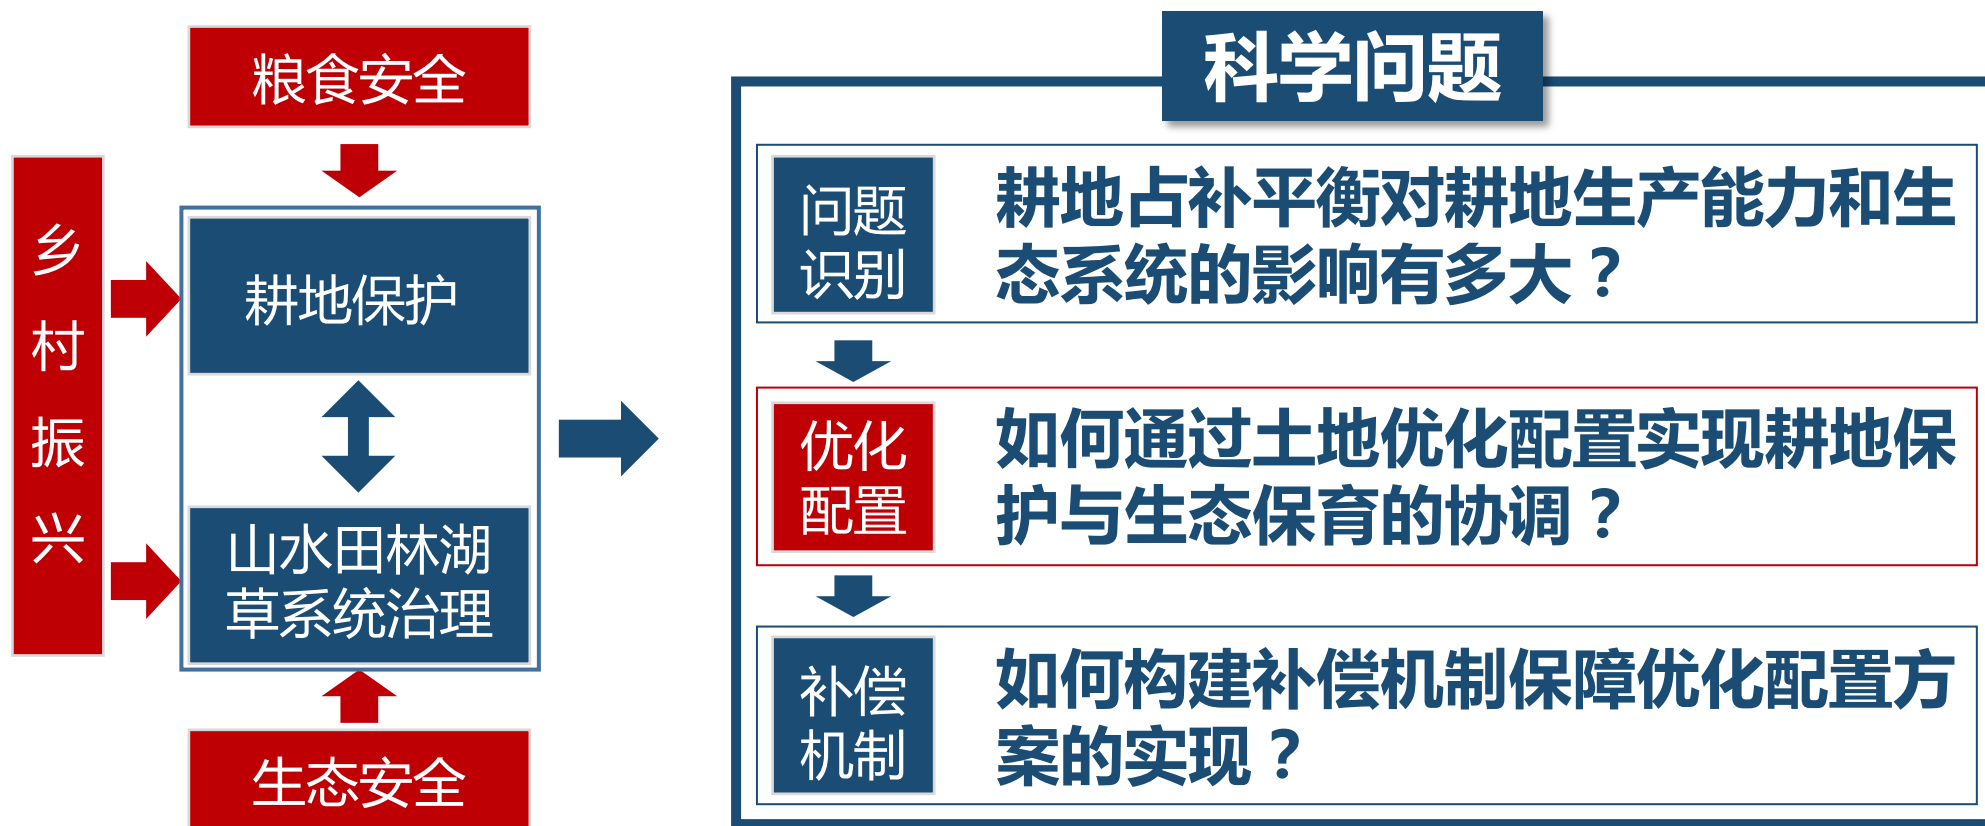 粮食安全
乡
村
振
兴
耕地保护
山水田林湖
草系统治理
生态安全
科学问题
问题
识别
耕地占补平衡对耕地生产能力和生
态系统的影响有多大？
优化
配置
如何通过土地优化配置实现耕地保
护与生态保育的协调？
补偿
机制
如何构建补偿机制保障优化配置方
案的实现？